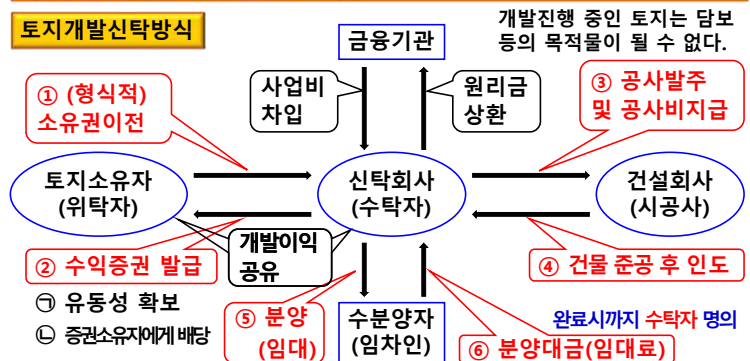 토지개발신탁방식
금융기관
개발진행 중인 토지는 담보
등의 목적물이 될 수 없다.
① (형식적)
소유권이전
사업비
차입
원리금
상환
③ 공사발주
및 공사비지급
토지소유자
(위탁자)
신탁회사
(수탁자)
건설회사
(시공사)
② 수익증권 발급
개발이익
공유
④ 건물 준공 후 인도
㉠ 유동성 확보
㉡ 증권소유자에게 배당
⑤ 분양
(임대)
수분양자
(임차인)
완료시까지 수탁자 명의
⑥ 분양대금(임대료)